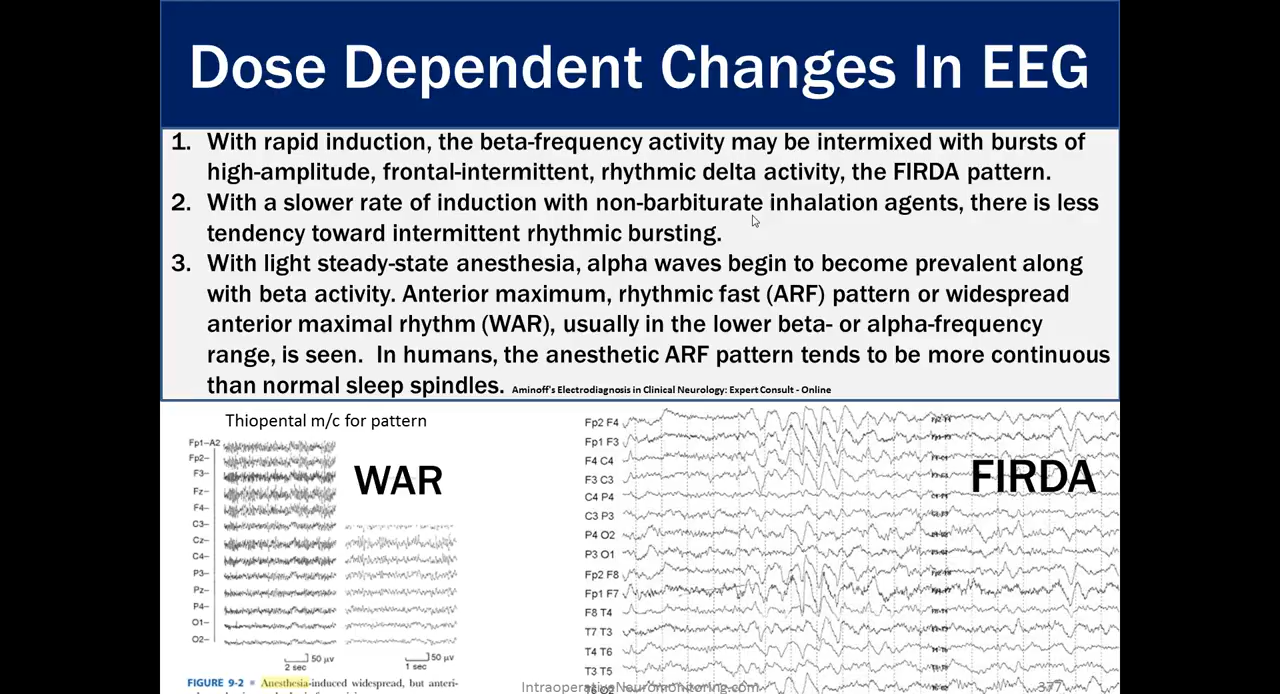 Dose Dependent Changes In EEG
1. With rapid induction, the beta-frequency activity may be intermixed with bursts of
high-amplitude, frontal-intermittent, rhythmic delta activity, the FIRDA pattern.
2. With a slower rate of induction with non-barbiturate inhalation agents, there is less
tendency toward intermittent rhythmic bursting.
3. With light steady-state anesthesia, alpha waves begin to become prevalent along
with beta activity. Anterior maximum, rhythmic fast (ARF) pattern or widespread
anterior maximal rhythm (WAR), usually in the lower beta- or alpha-frequency
range, is seen. In humans, the anesthetic ARF pattern tends to be more continuous
than normal sleep spindles. Aminoff's Electrodiagnosis in Clinical Neurology: Expert Consult - Online
Thiopental m/c for pattern
Fp1-A2
Fp2-
F3-
Fz-
F4-
C3-
Cz-
C4-
P3-
Pz-
P4-
O1-
O2-
WAR
50 μv
2 sec
50 μv
1 sec
FIGURE 9-2 Anesthesia-induced widespread, but anteri-
Fp2 F4
Fp1 F3
F4 C4
F3 C3
C4 P4
C3 P3
P4 O2
P3 O1
Fp2 F8
Fp1 F7
F8 T4
T7 T3
T4 T6
T3 T5
T6 O2
FIRDA
IntraoperativeNeuromonitoring.com
377